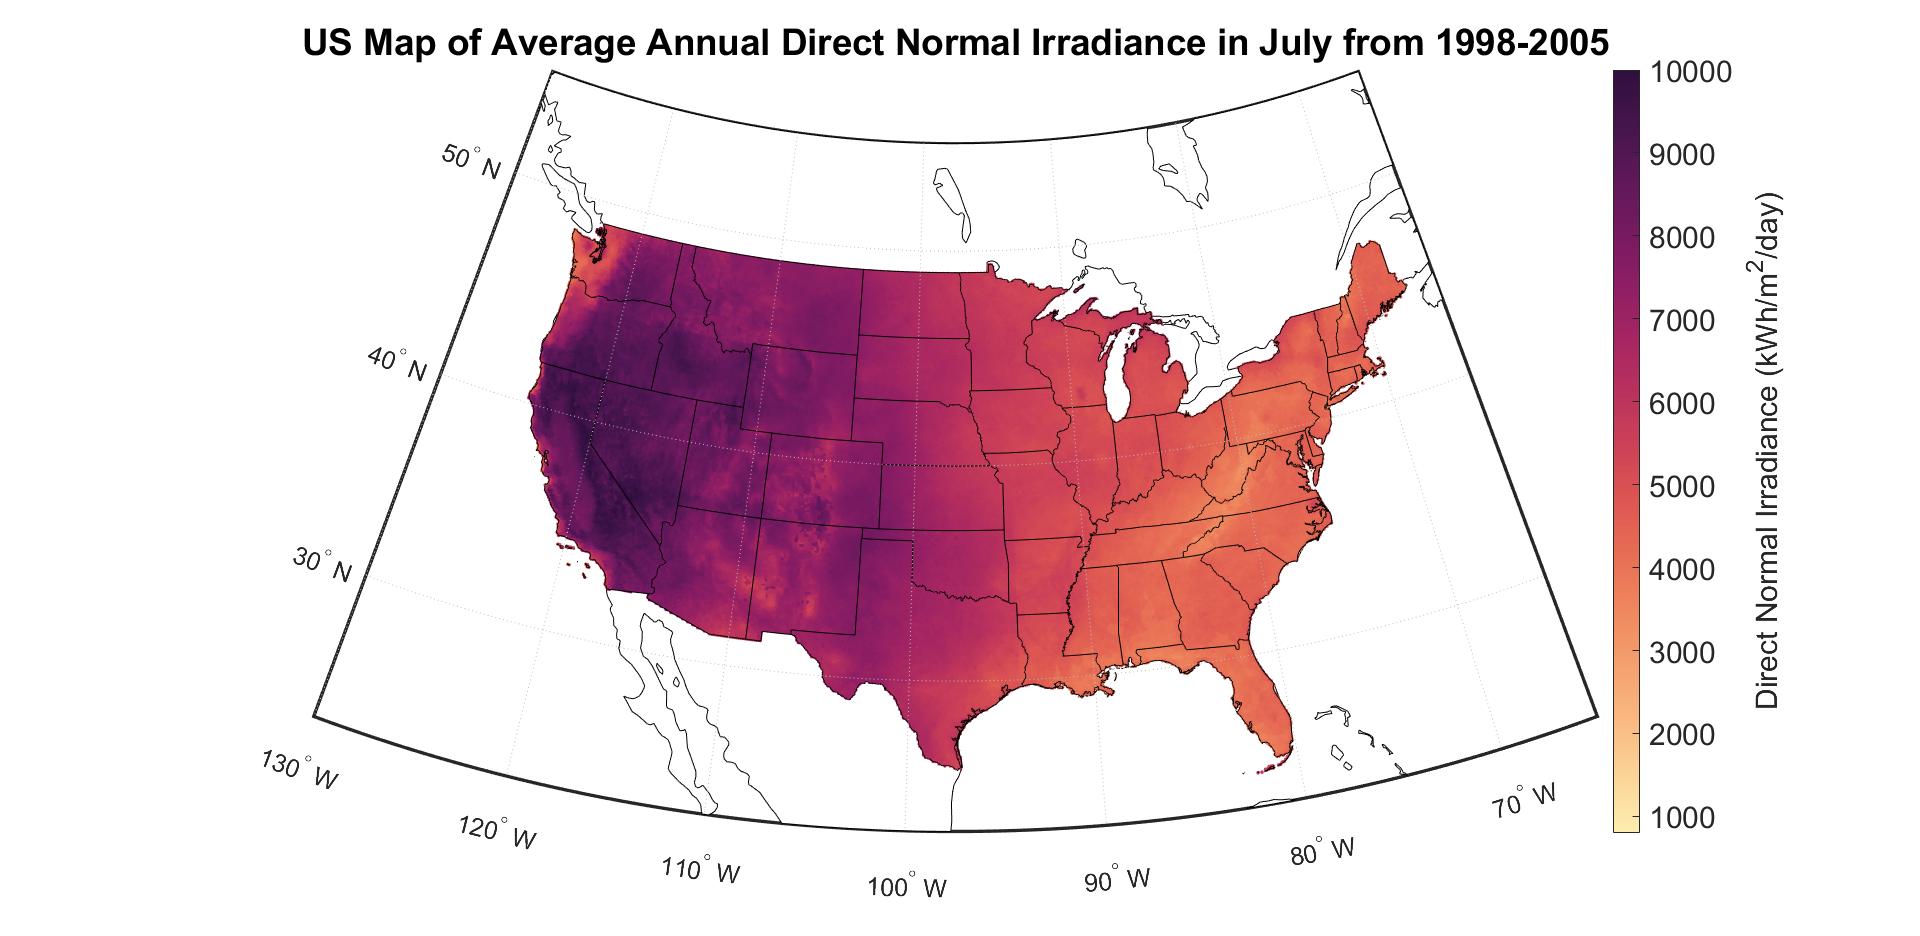 US Map of Average Annual Direct Normal Irradiance in July from 1998-2005
50° N
40° N
30° N
130° W
120° W
110° W
100° W
90° W
80° W
70° W
10000
9000
8000
7000
6000
5000
4000
3000
2000
1000
Direct Normal Irradiance (kWh/m²/day)